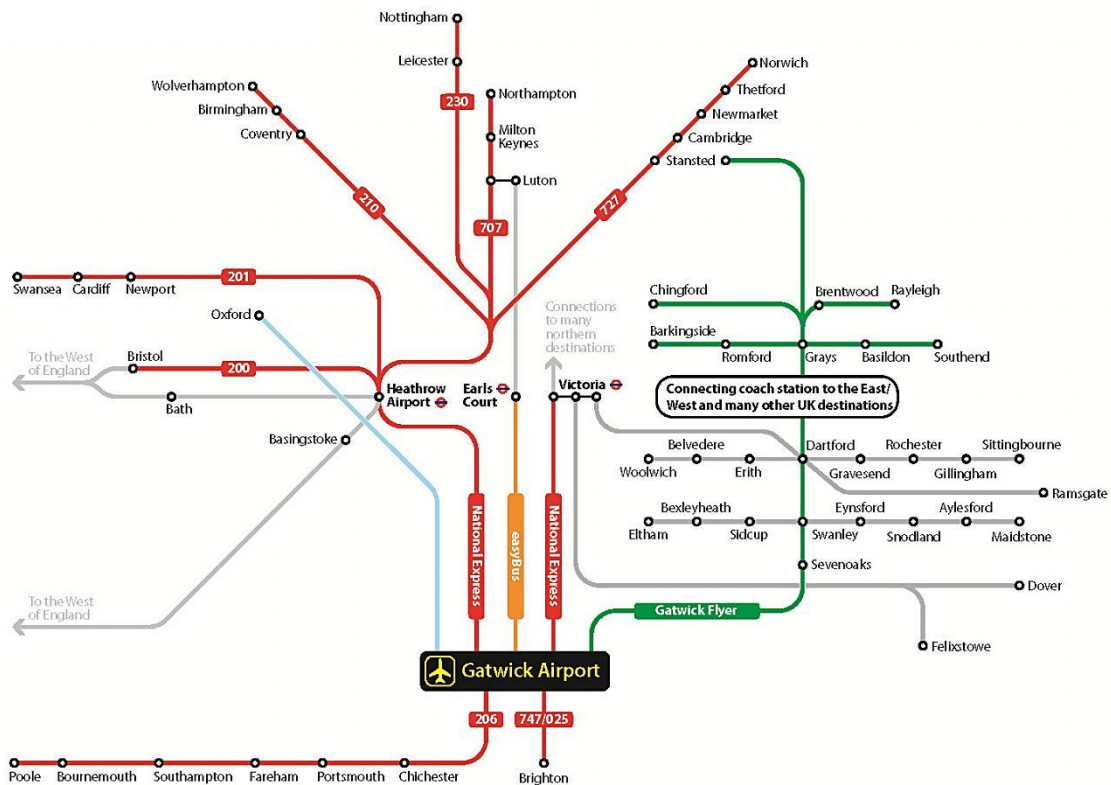 Nottingham
Leicester
230
Wolverhampton
Birmingham
Coventry
210
Northampton
Milton
Keynes
Luton
707
Norwich
Thetford
Newmarket
Cambridge
Stansted
727
201
Swansea
Cardiff
Newport
Oxford
To the West
of England
Bristol
200
Bath
Heathrow
Airport
Earls
Court
Basingstoke
Connections
to many
northern
destinations
Victoria
Chingford
Brentwood
Rayleigh
Barkingside
Romford
Grays
Basildon
Southend
Connecting coach station to the East/
West and many other UK destinations
Belvedere
Dartford
Rochester
Sittingbourne
Woolwich
Erith
Gravesend
Gillingham
Ramsgate
Bexleyheath
Eynsford
Aylesford
Eltham
Sidcup
Swanley
Snodland
Maidstone
Sevenoaks
Dover
Felixstowe
National Express
easyBus
National Express
Gatwick Flyer
To the West
of England
Gatwick Airport
206
747/025
Poole
Bournemouth
Southampton
Fareham
Portsmouth
Chichester
Brighton